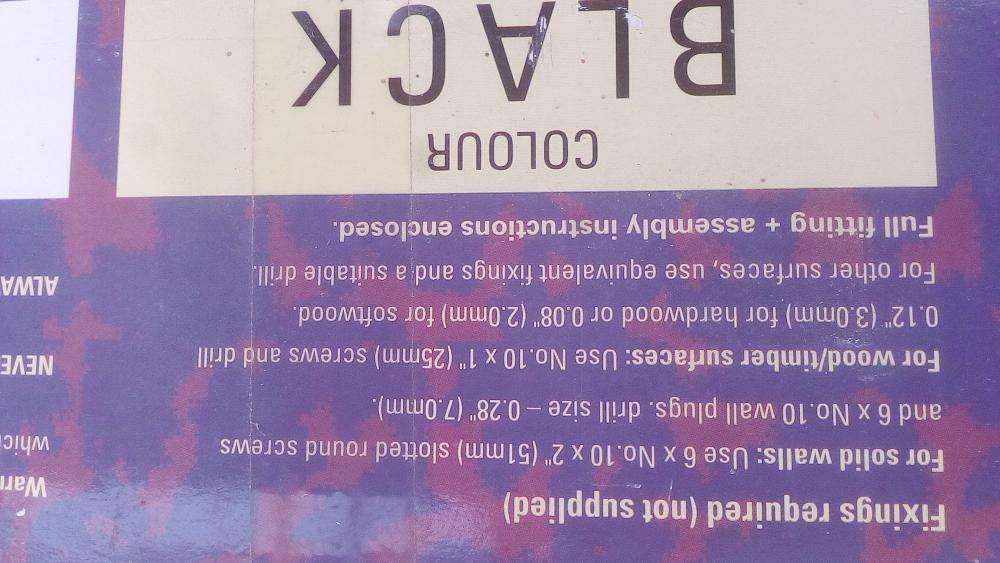 Fixings required (not supplied)
For solid walls: Use 6 x No.10 x 2" (51mm) slotted round screws
and 6 x No.10 wall plugs. drill size – 0.28" (7.0mm).
For wood/timber surfaces: Use No.10 x 1" (25mm) screws and drill
0.12" (3.0mm) for hardwood or 0.08" (2.0mm) for softwood.
For other surfaces, use equivalent fixings and a suitable drill.
Full fitting + assembly instructions enclosed.
COLOUR
BLACK
NEVE